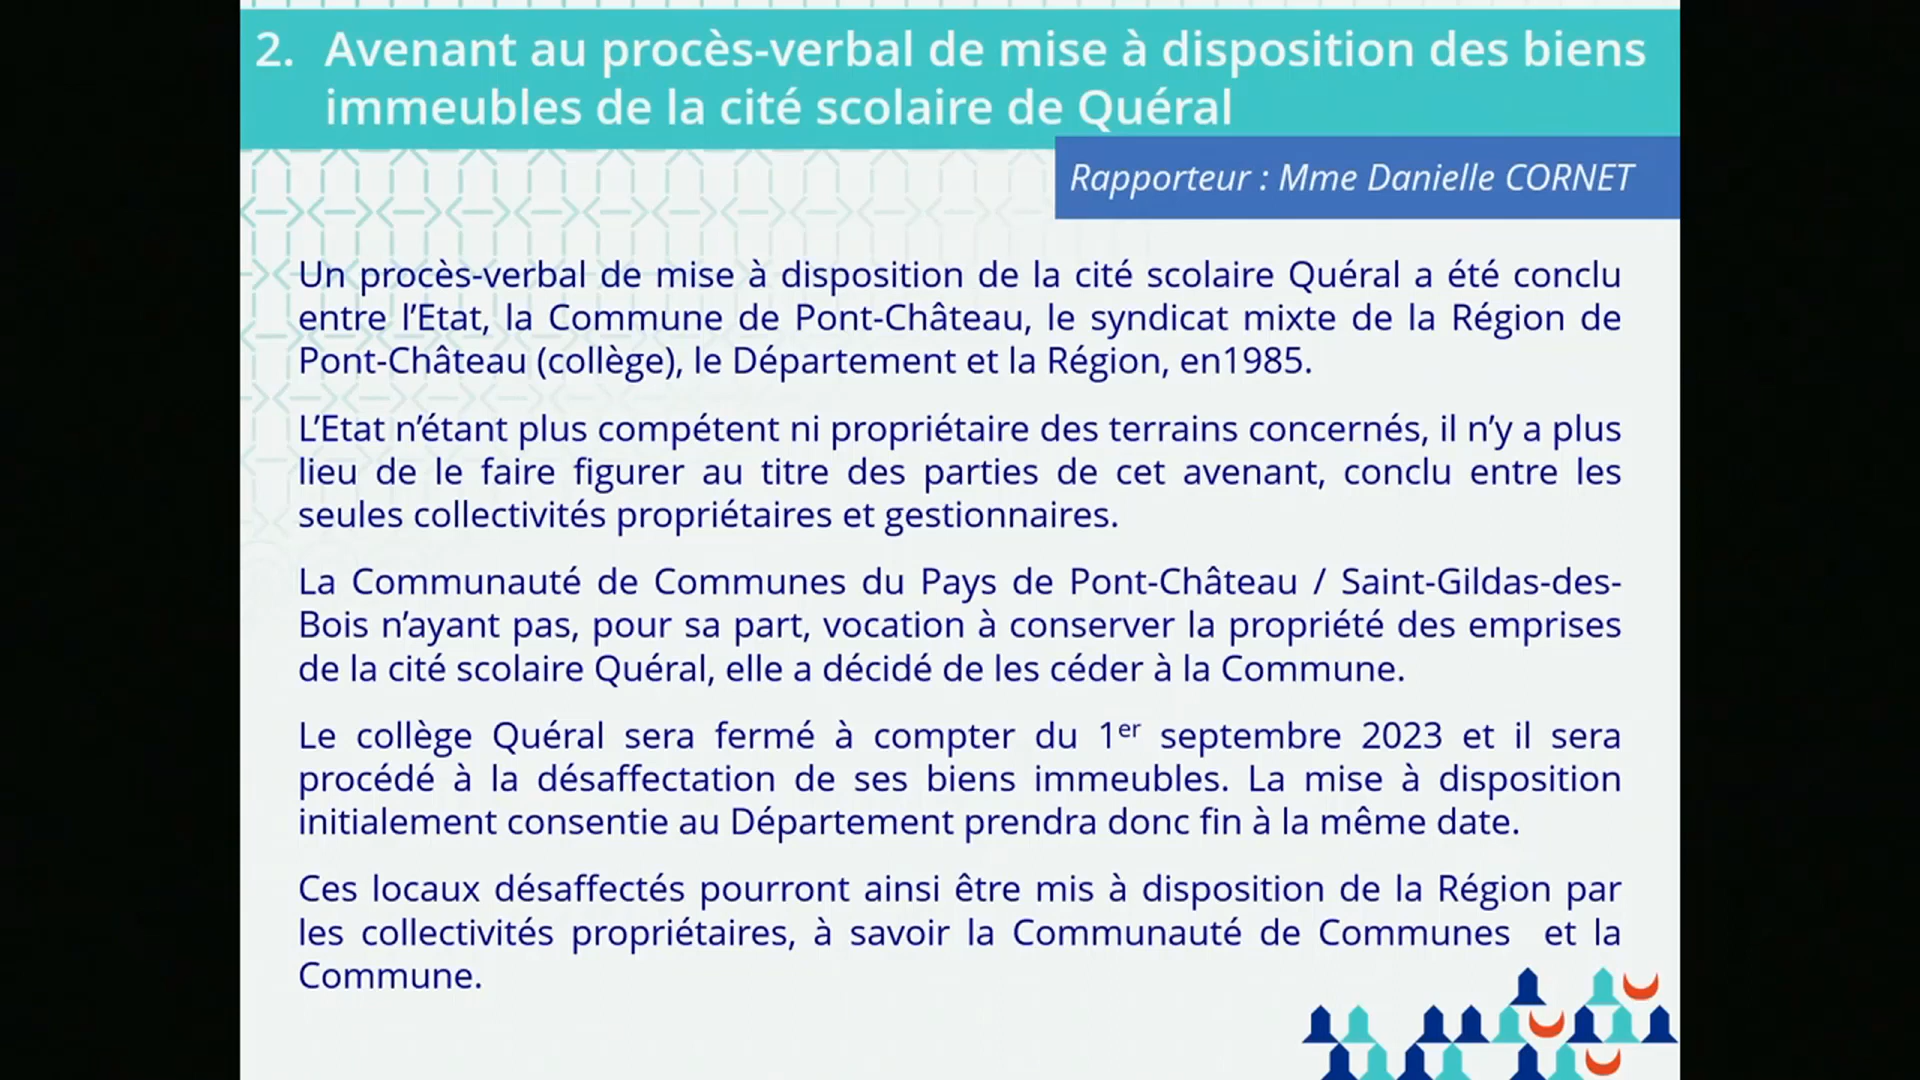 2. Avenant au procès-verbal de mise à disposition des biens
immeubles de la cité scolaire de Quéral
Rapporteur : Mme Danielle CORNET
Un procès-verbal de mise à disposition de la cité scolaire Quéral a été conclu
entre l’Etat, la Commune de Pont-Château, le syndicat mixte de la Région de
Pont-Château (collège), le Département et la Région, en1985.
L’Etat n’étant plus compétent ni propriétaire des terrains concernés, il n’y a plus
lieu de le faire figurer au titre des parties de cet avenant, conclu entre les
seules collectivités propriétaires et gestionnaires.
La Communauté de Communes du Pays de Pont-Château / Saint-Gildas-des-
Bois n’ayant pas, pour sa part, vocation à conserver la propriété des emprises
de la cité scolaire Quéral, elle a décidé de les céder à la Commune.
Le collège Quéral sera fermé à compter du 1er septembre 2023 et il sera
procédé à la désaffectation de ses biens immeubles. La mise à disposition
initialement consentie au Département prendra donc fin à la même date.
Ces locaux désaffectés pourront ainsi être mis à disposition de la Région par
les collectivités propriétaires, à savoir la Communauté de Communes et la
Commune.